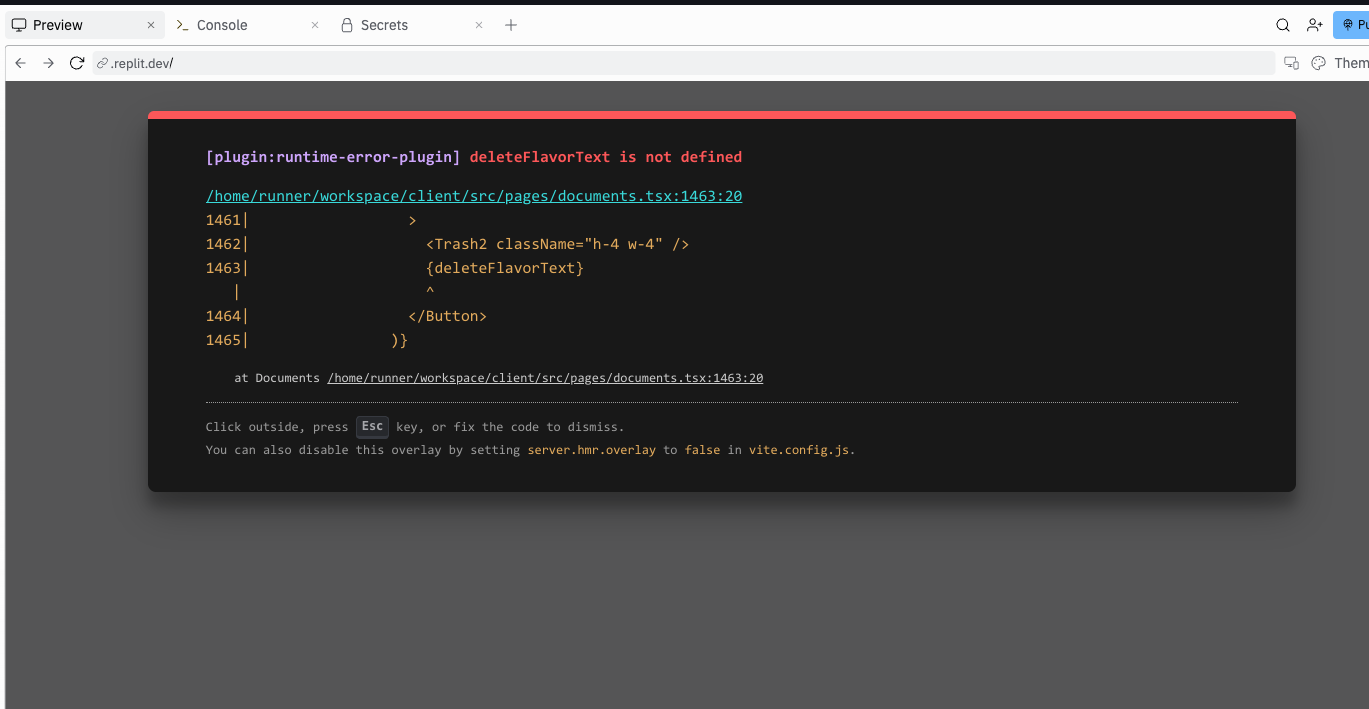 Preview × >_ Console × Secrets × +
.replit.dev/
[plugin:runtime-error-plugin] deleteFlavorText is not defined
/home/runner/workspace/client/src/pages/documents.tsx:1463:20
1461|                  >
1462|                    <Trash2 className="h-4 w-4" />
1463|                    {deleteFlavorText}
    |                    ^
1464|                  </Button>
1465|                )}
at Documents /home/runner/workspace/client/src/pages/documents.tsx:1463:20
Click outside, press Esc key, or fix the code to dismiss.
You can also disable this overlay by setting server.hmr.overlay to false in vite.config.js.